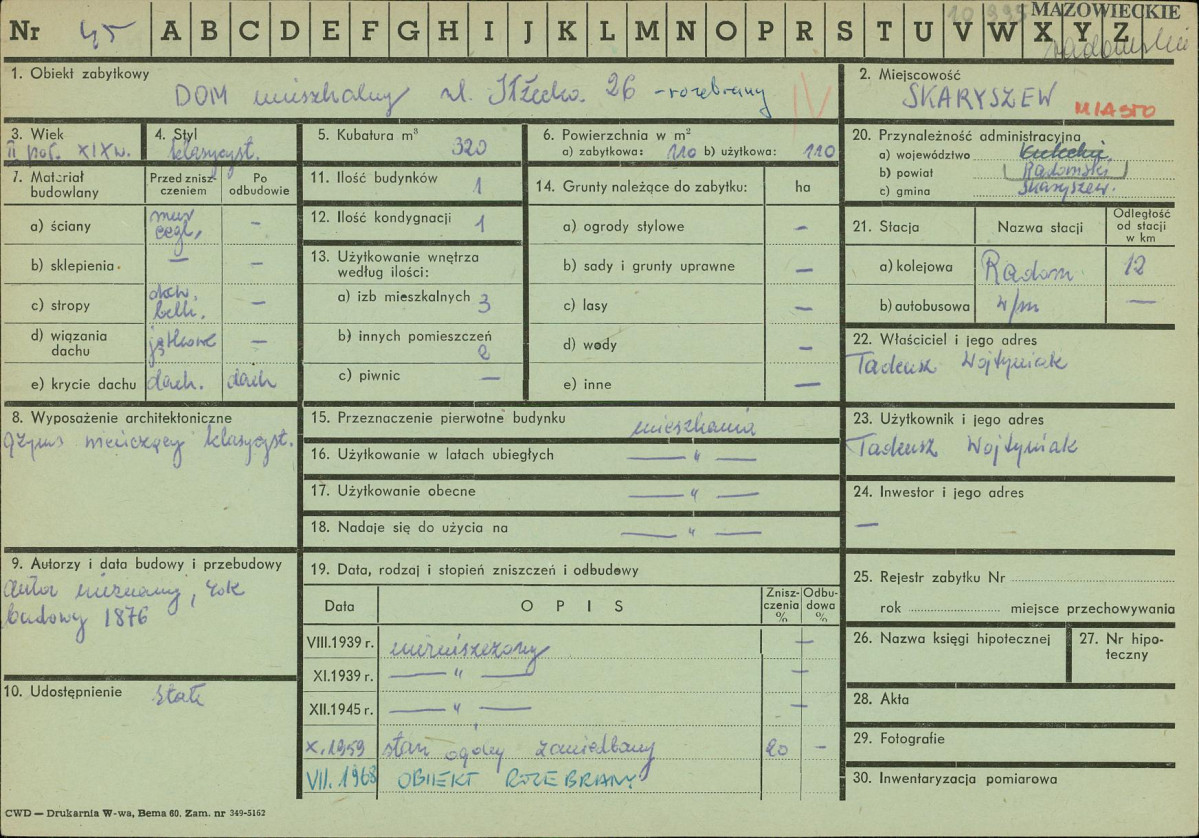 10 895 MAZOWIECKIE
Nr 45 A B C D E F G H I J K L M N O P R S T U V W X Y Z
radomskie
1. Obiekt zabytkowy
DOM mieszkalny ul. Iłżecka 26 - rozebrany IV
2. Miejscowość
SKARYSZEW MIASTO
3. Wiek
II poł. XIX w.
4. Styl
klasycyst.
5. Kubatura m³
320
6. Powierzchnia w m²
a) zabytkowa: 110 b) użytkowa: 110
20. Przynależność administracyjna
a) województwo Kieleckie
b) powiat Radomski
c) gmina Skaryszew.
7. Materiał budowlany
Przed zniszczeniem
Po odbudowie
a) ściany mur cegl, —
b) sklepienia — —
c) stropy drew. belk. —
d) wiązania dachu jętkowe —
e) krycie dachu dach. dach
11. Ilość budynków 1
12. Ilość kondygnacji 1
13. Użytkowanie wnętrza
według ilości:
a) izb mieszkalnych 3
b) innych pomieszczeń
2
c) piwnic —
14. Grunty należące do zabytku: ha
a) ogrody stylowe —
b) sady i grunty uprawne —
c) lasy —
d) wody —
e) inne —
21. Stacja Nazwa stacji Odległość od stacji w km
a) kolejowa Radom 12
b) autobusowa w/m —
22. Właściciel i jego adres
Tadeusz Wojtyniak
8. Wyposażenie architektoniczne
gzyms wieńczący klasycyst.
15. Przeznaczenie pierwotne budynku
mieszkania
16. Użytkowanie w latach ubiegłych — " —
17. Użytkowanie obecne — " —
18. Nadaje się do użycia na — " —
23. Użytkownik i jego adres
Tadeusz Wojtyniak
24. Inwestor i jego adres
—
9. Autorzy i data budowy i przebudowy
autor nieznany, rok
budowy 1876
10. Udostępnienie stałe
19. Data, rodzaj i stopień zniszczeń i odbudowy
Data OPIS Zniszczenia % Odbudowa %
VIII.1939 r. niezniszczony —
XI.1939 r. — " — —
XII.1945 r. — " — —
X.1959 stan ogólny zaniedbany 20 —
VII.1968 OBIEKT ROZEBRANY
25. Rejestr zabytku Nr
rok miejsce przechowywania
26. Nazwa księgi hipotecznej
27. Nr hipoteczny
28. Akta
29. Fotografie
30. Inwentaryzacja pomiarowa
CWD — Drukarnia W-wa, Bema 60. Zam. nr 349-5162